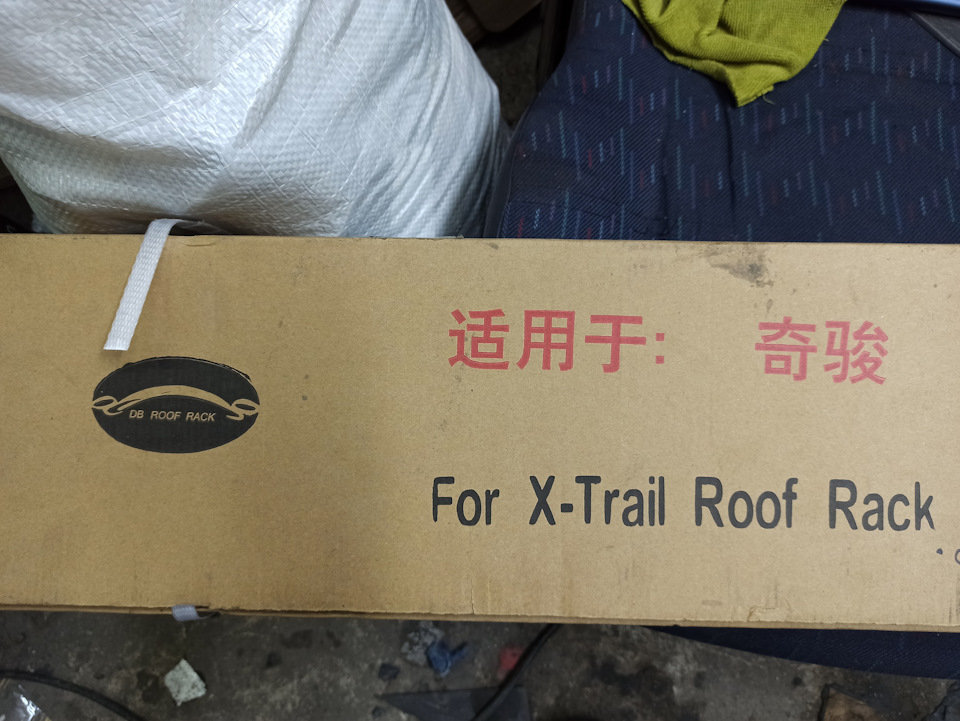 适用于: 奇骏
DB ROOF RACK
For X-Trail Roof Rack